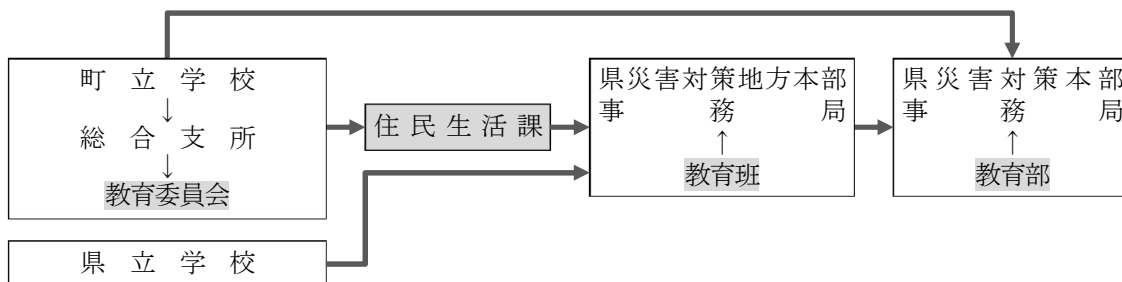 町立学校
↓
総合支所
↓
教育委員会
県立学校
住民生活課
県災害対策地方本部
事務局
↑
教育班
県災害対策本部
事務局
↑
教育部